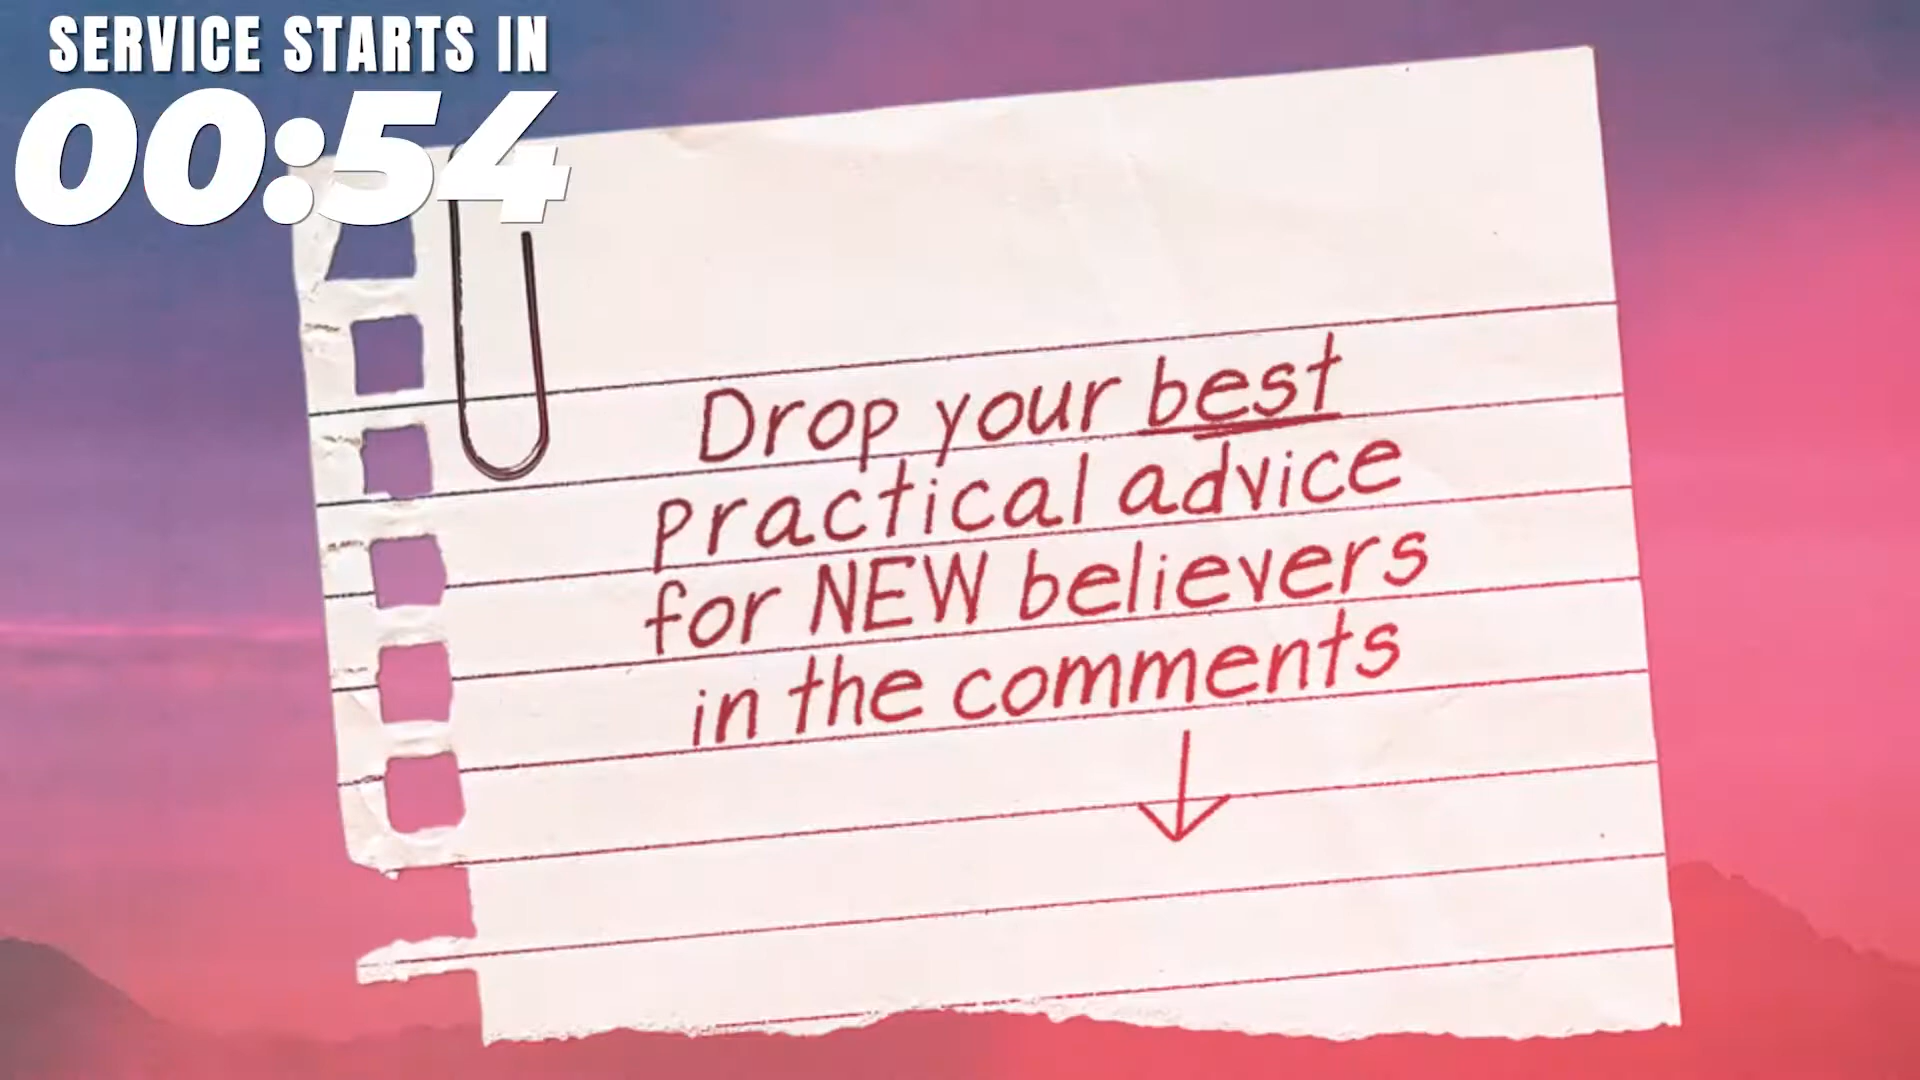 SERVICE STARTS IN
00:54
Drop your best
practical advice
for NEW believers
in the comments